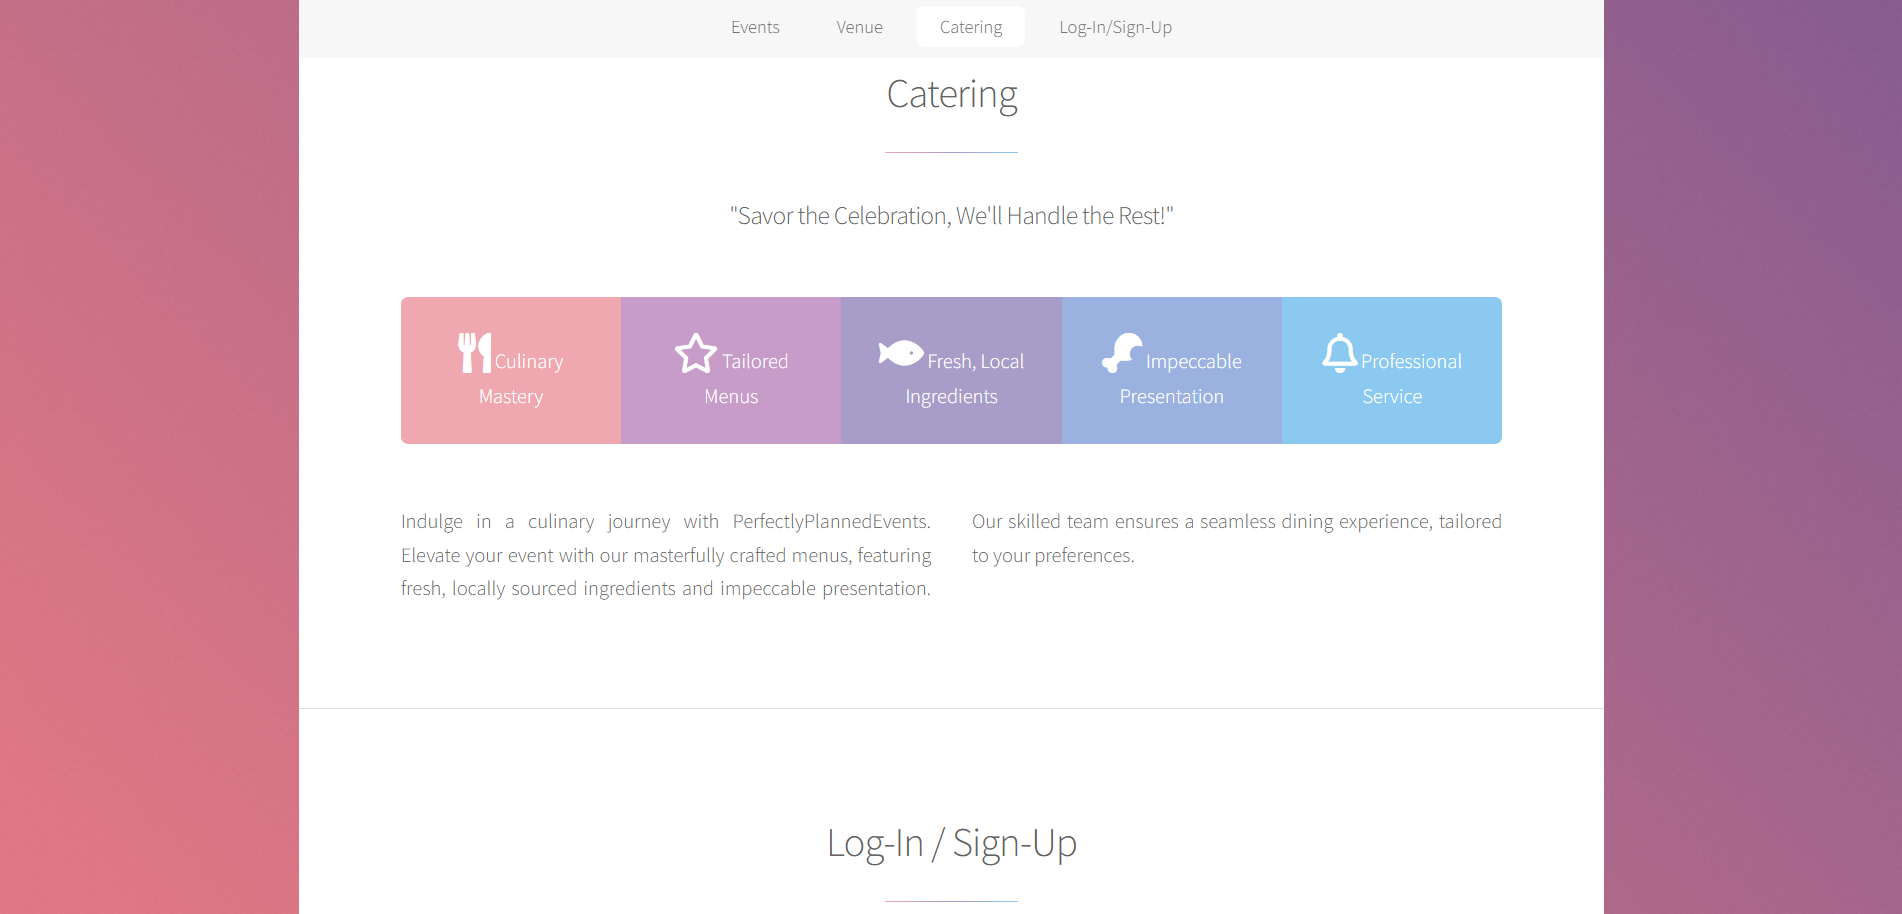 Events Venue Catering Log-In/Sign-Up
Catering
"Savor the Celebration, We'll Handle the Rest!"
Culinary
Mastery
Tailored
Menus
Fresh, Local
Ingredients
Impeccable
Presentation
Professional
Service
Indulge in a culinary journey with PerfectlyPlannedEvents.
Elevate your event with our masterfully crafted menus, featuring
fresh, locally sourced ingredients and impeccable presentation.
Our skilled team ensures a seamless dining experience, tailored
to your preferences.
Log-In / Sign-Up